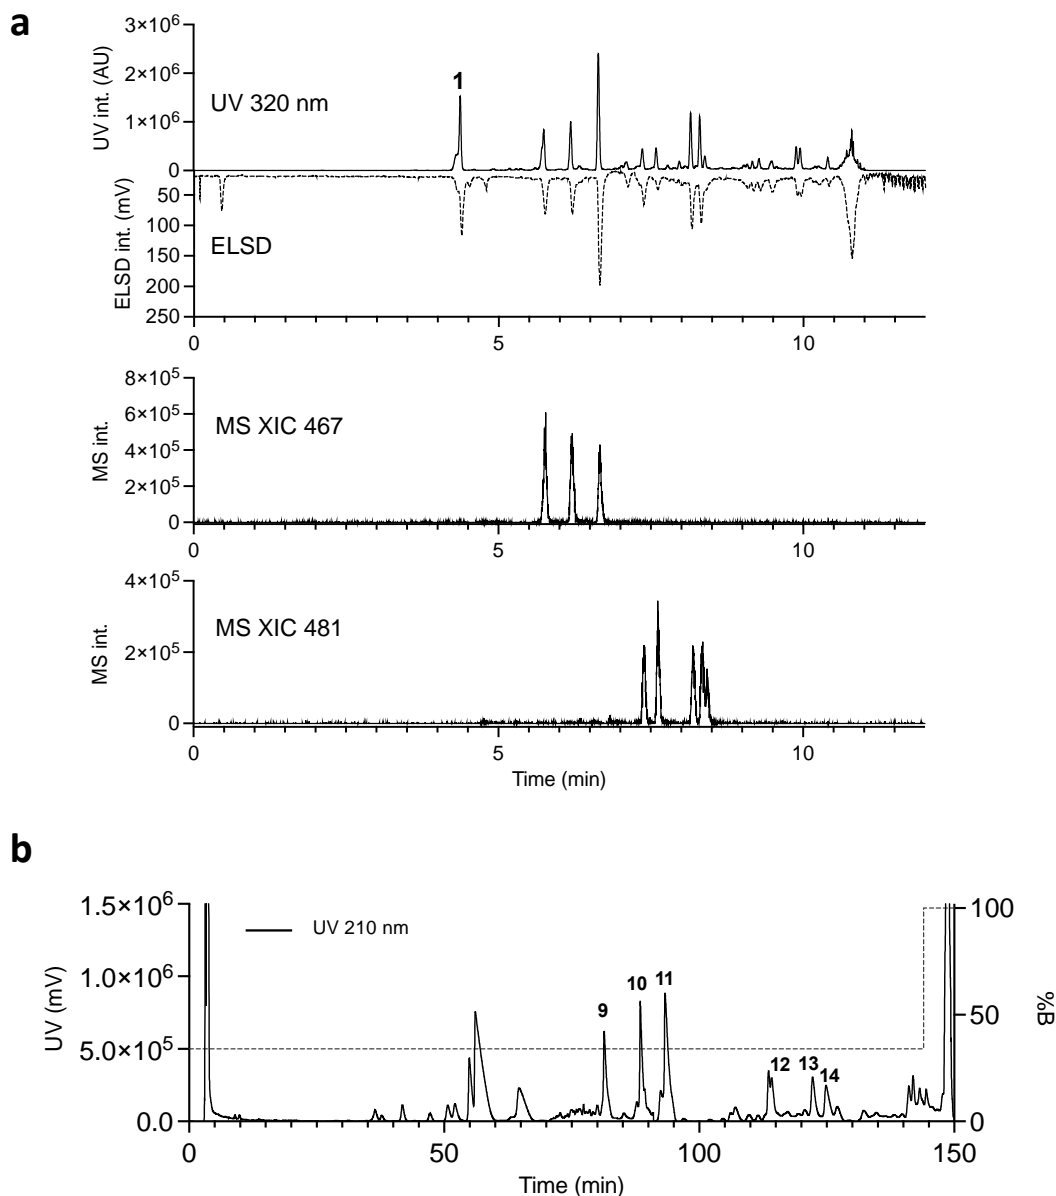 a
3×10⁶
2×10⁶
1×10⁶
0
50
100
150
200
250
UV int. (AU)
ELSD int. (mV)
1
UV 320 nm
ELSD
0 5 10
8×10⁵
6×10⁵
4×10⁵
2×10⁵
0
MS int.
MS XIC 467
0 5 10
4×10⁵
2×10⁵
0
MS int.
MS XIC 481
0 5 10
Time (min)
b
1.5×10⁶
1.0×10⁶
5.0×10⁵
0.0
UV (mV)
UV 210 nm
9 10 11 12 13 14
100
50
0
%B
0 50 100 150
Time (min)